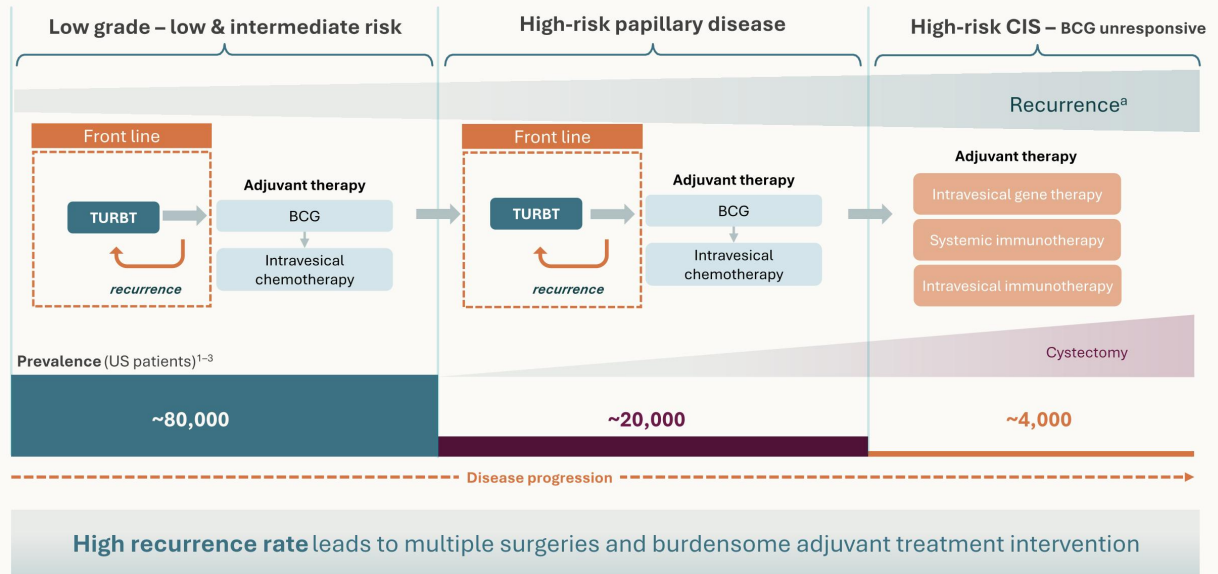 Low grade – low & intermediate risk
High-risk papillary disease
High-risk CIS – BCG unresponsive
Recurrenceᵃ
Front line
TURBT
recurrence
Adjuvant therapy
BCG
Intravesical
chemotherapy
Front line
TURBT
recurrence
Adjuvant therapy
BCG
Intravesical
chemotherapy
Adjuvant therapy
Intravesical gene therapy
Systemic immunotherapy
Intravesical immunotherapy
Cystectomy
Prevalence (US patients)¹⁻³
~80,000
~20,000
~4,000
Disease progression
High recurrence rate leads to multiple surgeries and burdensome adjuvant treatment intervention